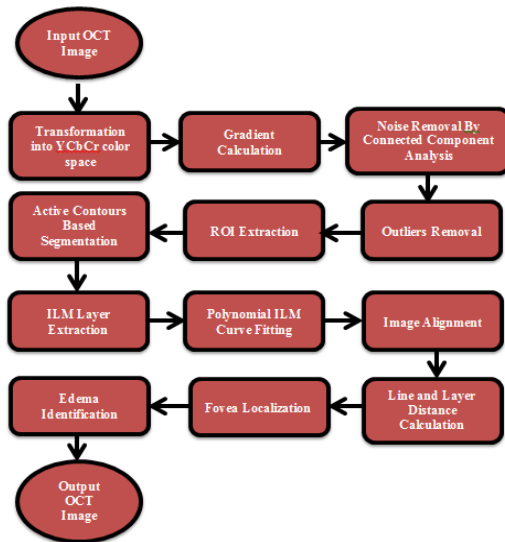 Input OCT
Image
Transformation
into YCbCr color
space
Gradient
Calculation
Noise Removal By
Connected Component
Analysis
Active Contours
Based
Segmentation
ROI Extraction
Outliers Removal
ILM Layer
Extraction
Polynomial ILM
Curve Fitting
Image Alignment
Edema
Identification
Fovea Localization
Line and Layer
Distance
Calculation
Output
OCT
Image